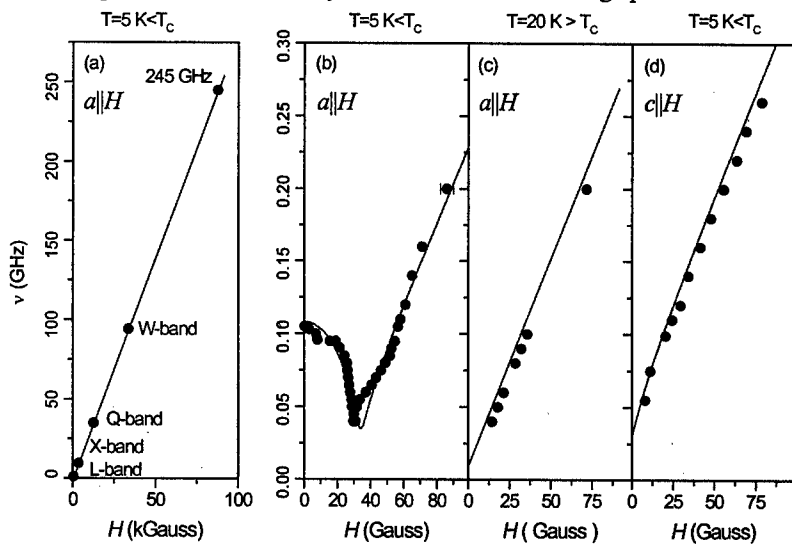 T=5 K<Tc T=5 K<Tc T=20 K > Tc T=5 K<Tc
(a) (b) (c) (d)
245 GHz
a||H a||H a||H c||H
W-band
Q-band
X-band
L-band
ν (GHz)
250
200
150
100
50
0
0.30
0.25
0.20
0.15
0.10
0.05
0.00
0 50 100 0 20 40 60 80 0 25 50 75 0 25 50 75
H (kGauss) H (Gauss) H ( Gauss ) H (Gauss)